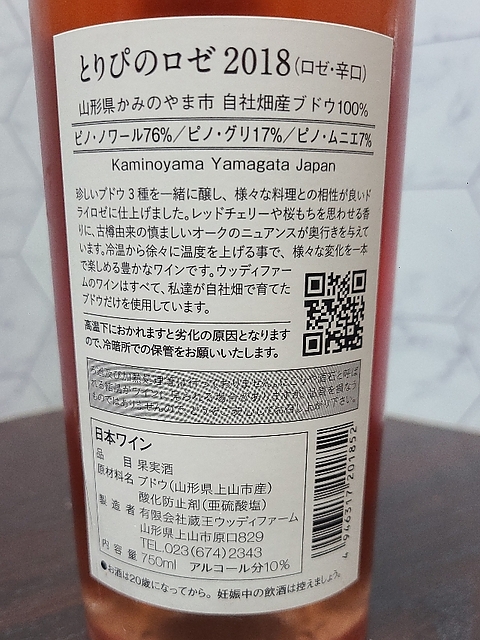 とりぴのロゼ 2018(ロゼ・辛口)
山形県かみのやま市 自社畑産ブドウ100%
ピノ・ノワール76%/ピノ・グリ17%/ピノ・ムニエ7%
Kaminoyama Yamagata Japan
珍しいブドウ3種を一緒に醸し、様々な料理との相性が良いド
ライロゼに仕上げました。レッドチェリーや桜もちを思わせる香
りに、古樽由来の慎ましいオークのニュアンスが奥行きを与えて
います。冷温から徐々に温度を上げる事で、様々な変化を一本
で楽しめる豊かなワインです。ウッディファー
ムのワインはすべて、私達が自社畑で育てた
ブドウだけを使用しています。
高温下におかれますと劣化の原因となります
ので、冷暗所での保管をお願いいたします。
日本ワイン
品 目 果実酒
原材料名 ブドウ(山形県上山市産)
酸化防止剤(亜硫酸塩)
製造者 有限会社蔵王ウッディファーム
山形県上山市原口829
TEL.023(674)2343
内容量 750ml アルコール分10%
●お酒は20歳になってから。妊娠中の飲酒は控えましょう。
4946317201852